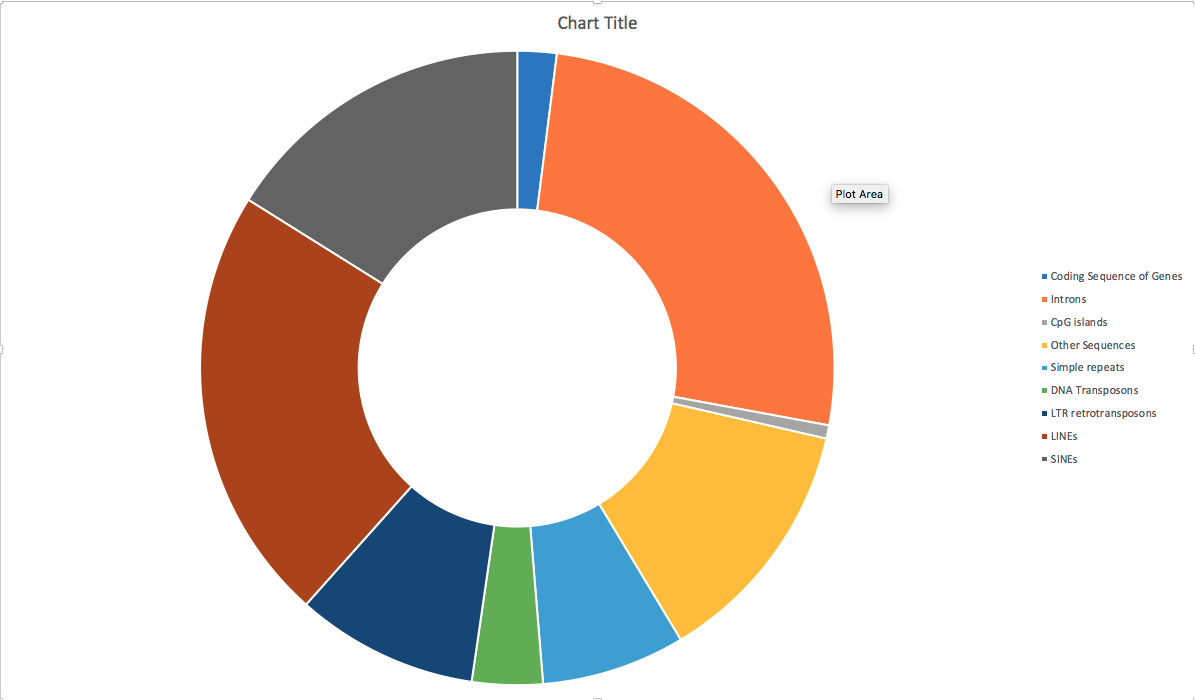 Chart Title
Plot Area
Coding Sequence of Genes
Introns
CpG islands
Other Sequences
Simple repeats
DNA Transposons
LTR retrotransposons
LINEs
SINEs